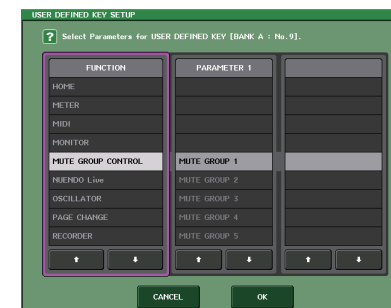 USER DEFINED KEY SETUP
? Select Parameters for USER DEFINED KEY [BANK A : No.9].
FUNCTION
PARAMETER 1
HOME
METER
MIDI
MONITOR
MUTE GROUP CONTROL
MUTE GROUP 1
NUENDO Live
MUTE GROUP 2
OSCILLATOR
MUTE GROUP 3
PAGE CHANGE
MUTE GROUP 4
RECORDER
MUTE GROUP 5
CANCEL
OK